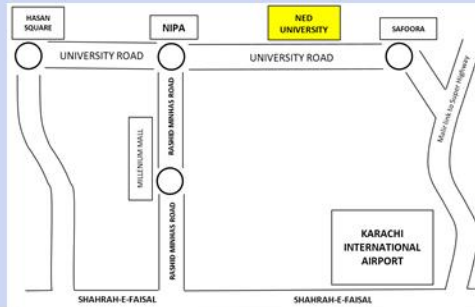 HASAN
SQUARE
NIPA
NED
UNIVERSITY
SAFOORA
UNIVERSITY ROAD
UNIVERSITY ROAD
RASHID MINHAS ROAD
Malir link to Super Highway
MILLENIUM MALL
RASHID MINHAS ROAD
KARACHI
INTERNATIONAL
AIRPORT
SHAHRAH-E-FAISAL
SHAHRAH-E-FAISAL